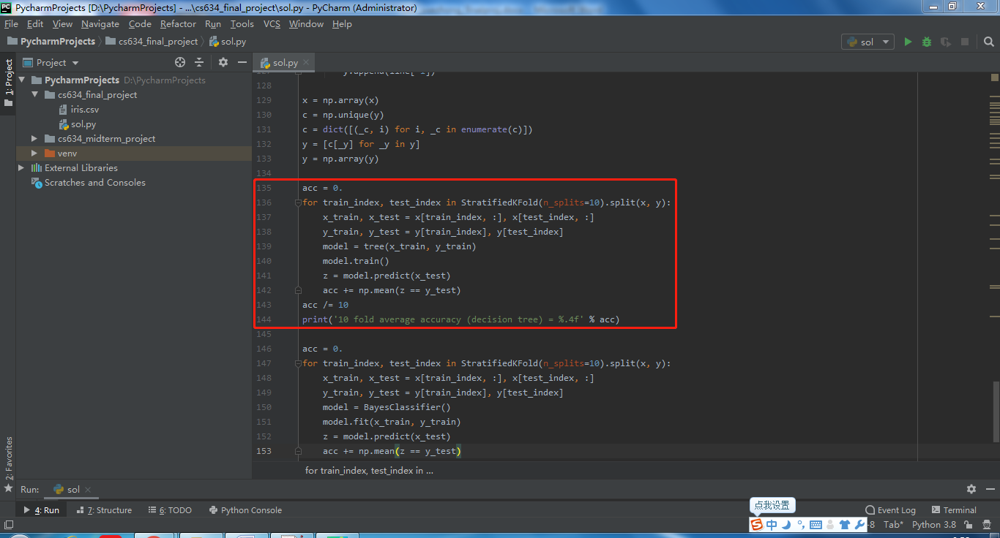 PycharmProjects [D:\PycharmProjects] - ...\cs634_final_project\sol.py - PyCharm (Administrator)
File Edit View Navigate Code Refactor Run Tools VCS Window Help
PycharmProjects cs634_final_project sol.py
sol
1: Project
Project
sol.py
PycharmProjects D:\PycharmProjects
cs634_final_project
iris.csv
sol.py
cs634_midterm_project
venv
External Libraries
Scratches and Consoles
128
129 x = np.array(x)
130 c = np.unique(y)
131 c = dict([(_c, i) for i, _c in enumerate(c)])
132 y = [c[_y] for _y in y]
133 y = np.array(y)
134
135 acc = 0.
136 for train_index, test_index in StratifiedKFold(n_splits=10).split(x, y):
137 x_train, x_test = x[train_index, :], x[test_index, :]
138 y_train, y_test = y[train_index], y[test_index]
139 model = tree(x_train, y_train)
140 model.train()
141 z = model.predict(x_test)
142 acc += np.mean(z == y_test)
143 acc /= 10
144 print('10 fold average accuracy (decision tree) = %.4f' % acc)
145
146 acc = 0.
147 for train_index, test_index in StratifiedKFold(n_splits=10).split(x, y):
148 x_train, x_test = x[train_index, :], x[test_index, :]
149 y_train, y_test = y[train_index], y[test_index]
150 model = BayesClassifier()
151 model.fit(x_train, y_train)
152 z = model.predict(x_test)
153 acc += np.mean(z == y_test)
for train_index, test_index in ...
2: Favorites
Run: sol
4: Run 7: Structure 6: TODO Python Console
点我设置
Event Log Terminal
中
-8 Tab* Python 3.8